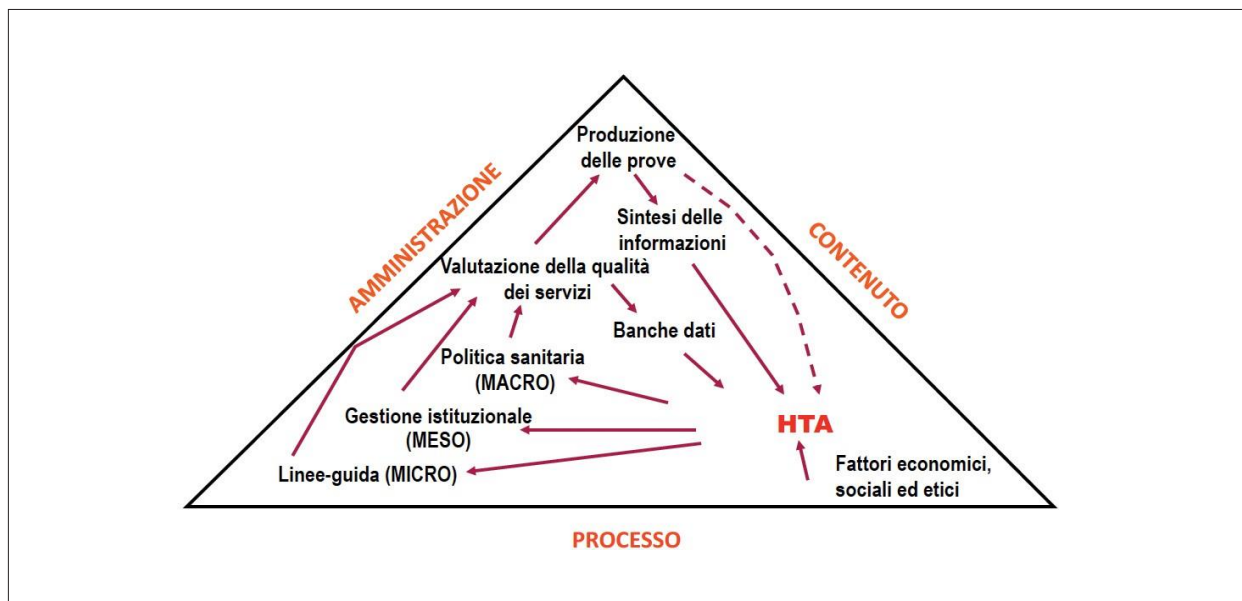 Produzione
delle prove
AMMINISTRAZIONE
CONTENUTO
Sintesi delle
informazioni
Valutazione della qualità
dei servizi
Banche dati
Politica sanitaria
(MACRO)
Gestione istituzionale
(MESO)
HTA
Linee-guida (MICRO)
Fattori economici,
sociali ed etici
PROCESSO